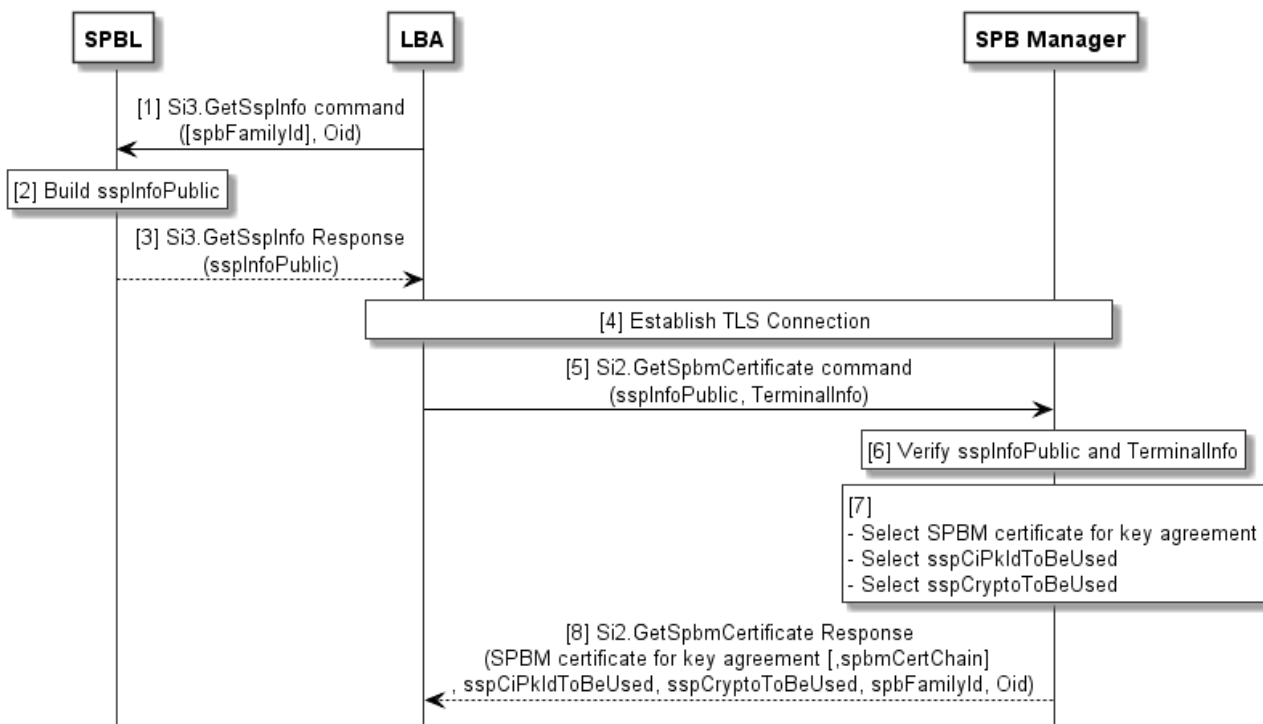 SPBL
LBA
SPB Manager
[1] Si3.GetSspInfo command
([spbFamilyId], Oid)
[2] Build sspInfoPublic
[3] Si3.GetSspInfo Response
(sspInfoPublic)
[4] Establish TLS Connection
[5] Si2.GetSpbmCertificate command
(sspInfoPublic, TerminalInfo)
[6] Verify sspInfoPublic and TerminalInfo
[7]
- Select SPBM certificate for key agreement
- Select sspCiPkIdToBeUsed
- Select sspCryptoToBeUsed
[8] Si2.GetSpbmCertificate Response
(SPBM certificate for key agreement [,spbmCertChain]
, sspCiPkIdToBeUsed, sspCryptoToBeUsed, spbFamilyId, Oid)